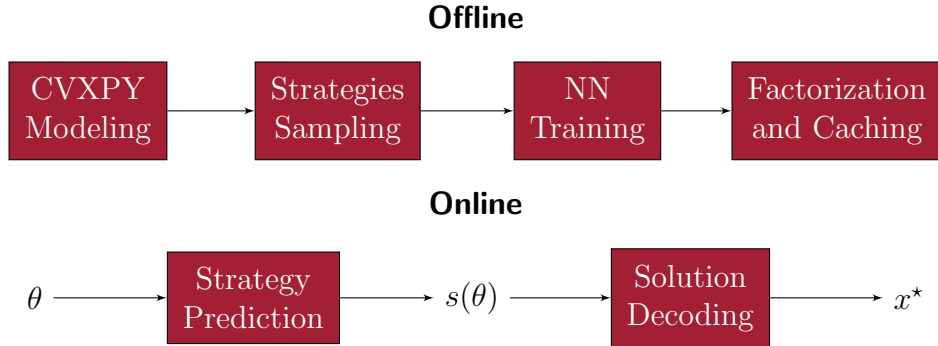 Offline
CVXPY
Modeling
Strategies
Sampling
NN
Training
Factorization
and Caching
Online
θ
Strategy
Prediction
s(θ)
Solution
Decoding
x⋆